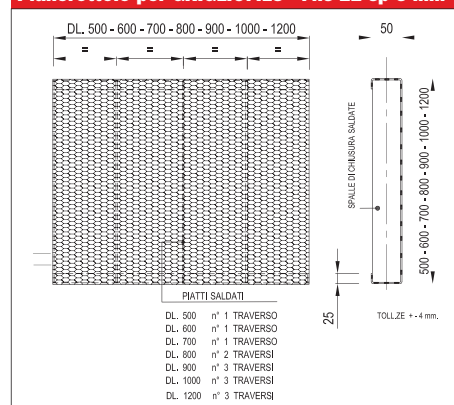 DL. 500 - 600 - 700 - 800 - 900 - 1000 - 1200
= = = =
50
SPALLE DI CHIUSURA SALDATE
500 - 600 - 700 - 800 - 900 - 1000 - 1200
25
TOLL.ZE + - 4 mm.
PIATTI SALDATI
DL. 500 n° 1 TRAVERSO
DL. 600 n° 1 TRAVERSO
DL. 700 n° 1 TRAVERSO
DL. 800 n° 2 TRAVERSI
DL. 900 n° 3 TRAVERSI
DL. 1000 n° 3 TRAVERSI
DL. 1200 n° 3 TRAVERSI